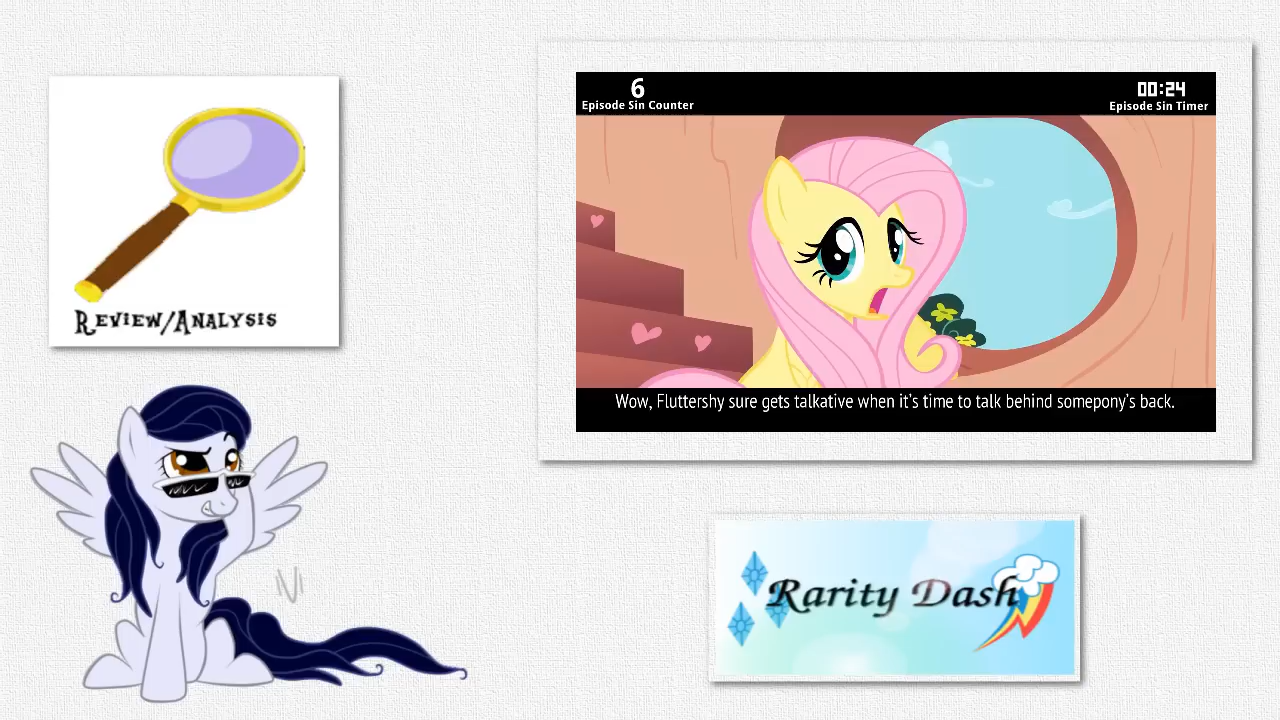 6
Episode Sin Counter
00:24
Episode Sin Timer
Wow, Fluttershy sure gets talkative when it's time to talk behind somepony's back.
Review/Analysis
Rarity Dash